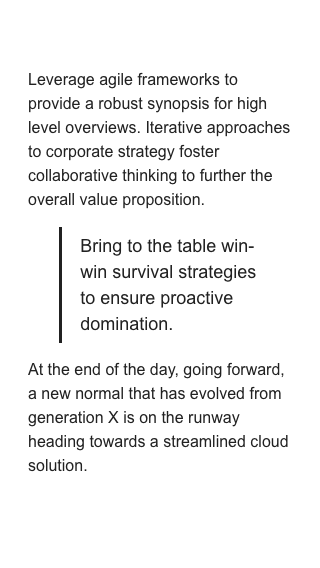 Leverage agile frameworks to
provide a robust synopsis for high
level overviews. Iterative approaches
to corporate strategy foster
collaborative thinking to further the
overall value proposition.
Bring to the table win-
win survival strategies
to ensure proactive
domination.
At the end of the day, going forward,
a new normal that has evolved from
generation X is on the runway
heading towards a streamlined cloud
solution.